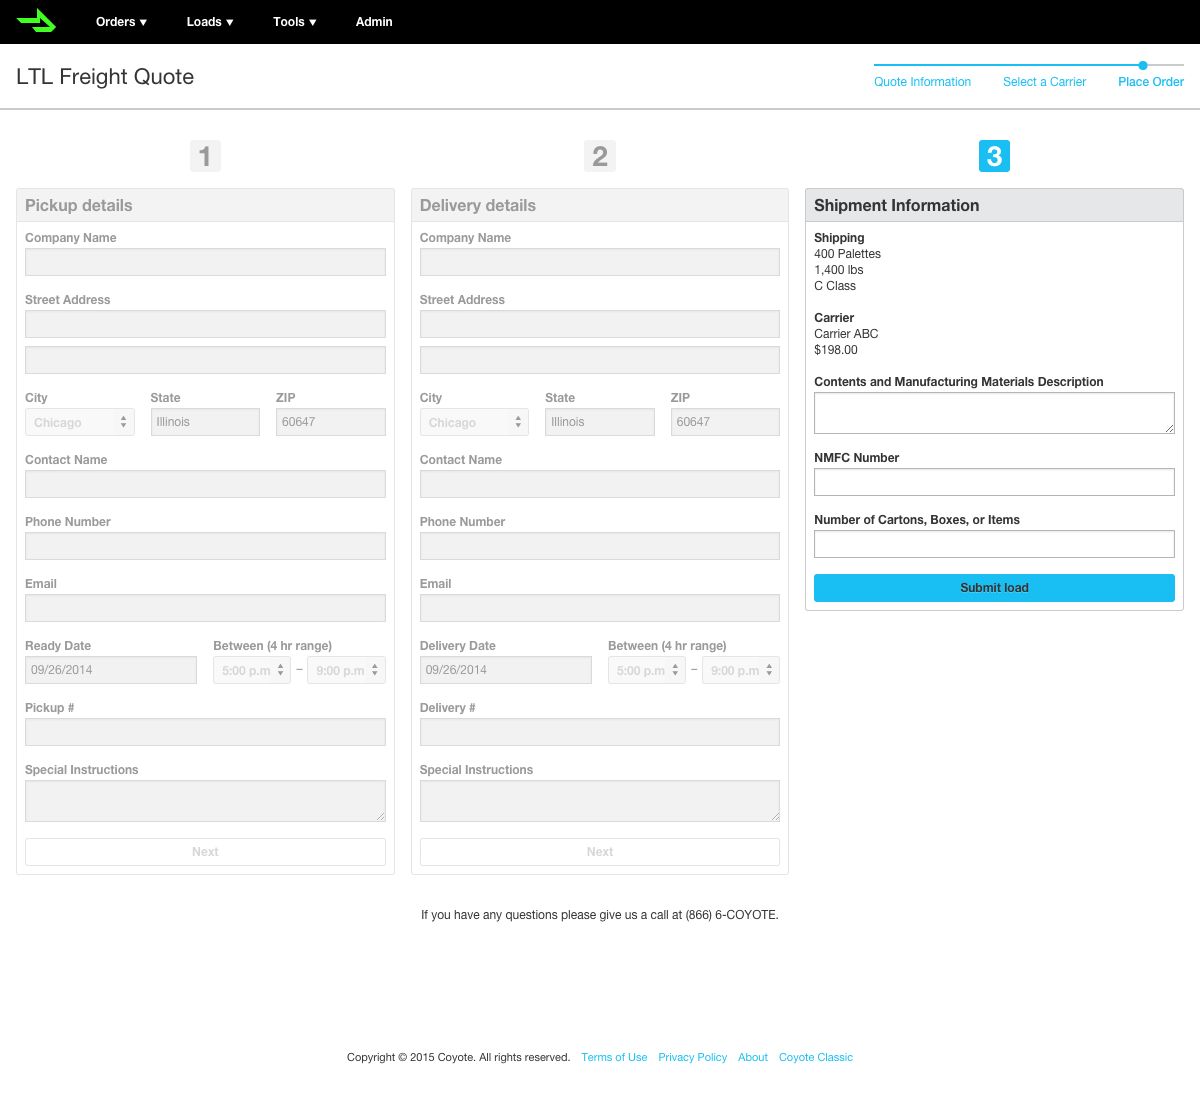 Orders ▼ Loads ▼ Tools ▼ Admin
LTL Freight Quote
Quote Information Select a Carrier Place Order
1
Pickup details
Company Name
Street Address
City State ZIP
Chicago Illinois 60647
Contact Name
Phone Number
Email
Ready Date Between (4 hr range)
09/26/2014 5:00 p.m – 9:00 p.m
Pickup #
Special Instructions
Next
2
Delivery details
Company Name
Street Address
City State ZIP
Chicago Illinois 60647
Contact Name
Phone Number
Email
Delivery Date Between (4 hr range)
09/26/2014 5:00 p.m – 9:00 p.m
Delivery #
Special Instructions
Next
3
Shipment Information
Shipping
400 Palettes
1,400 lbs
C Class
Carrier
Carrier ABC
$198.00
Contents and Manufacturing Materials Description
NMFC Number
Number of Cartons, Boxes, or Items
Submit load
If you have any questions please give us a call at (866) 6-COYOTE.
Copyright © 2015 Coyote. All rights reserved. Terms of Use Privacy Policy About Coyote Classic